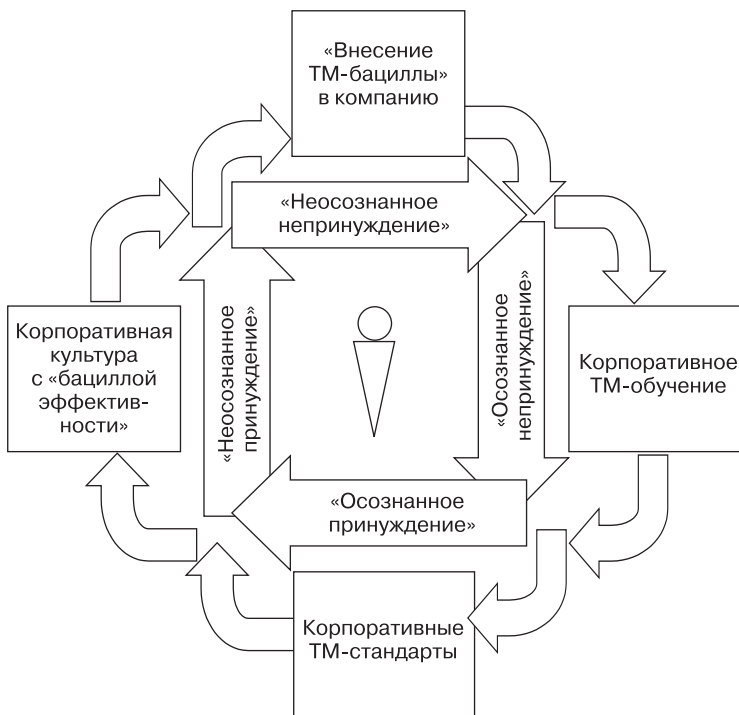 «Внесение
ТМ-бациллы»
в компанию
«Неосознанное
непринуждение»
Корпоративная
культура
с «бациллой
эффектив-
ности»
«Неосознанное
принуждение»
«Осознанное
непринуждение»
Корпоративное
ТМ-обучение
«Осознанное
принуждение»
Корпоративные
ТМ-стандарты